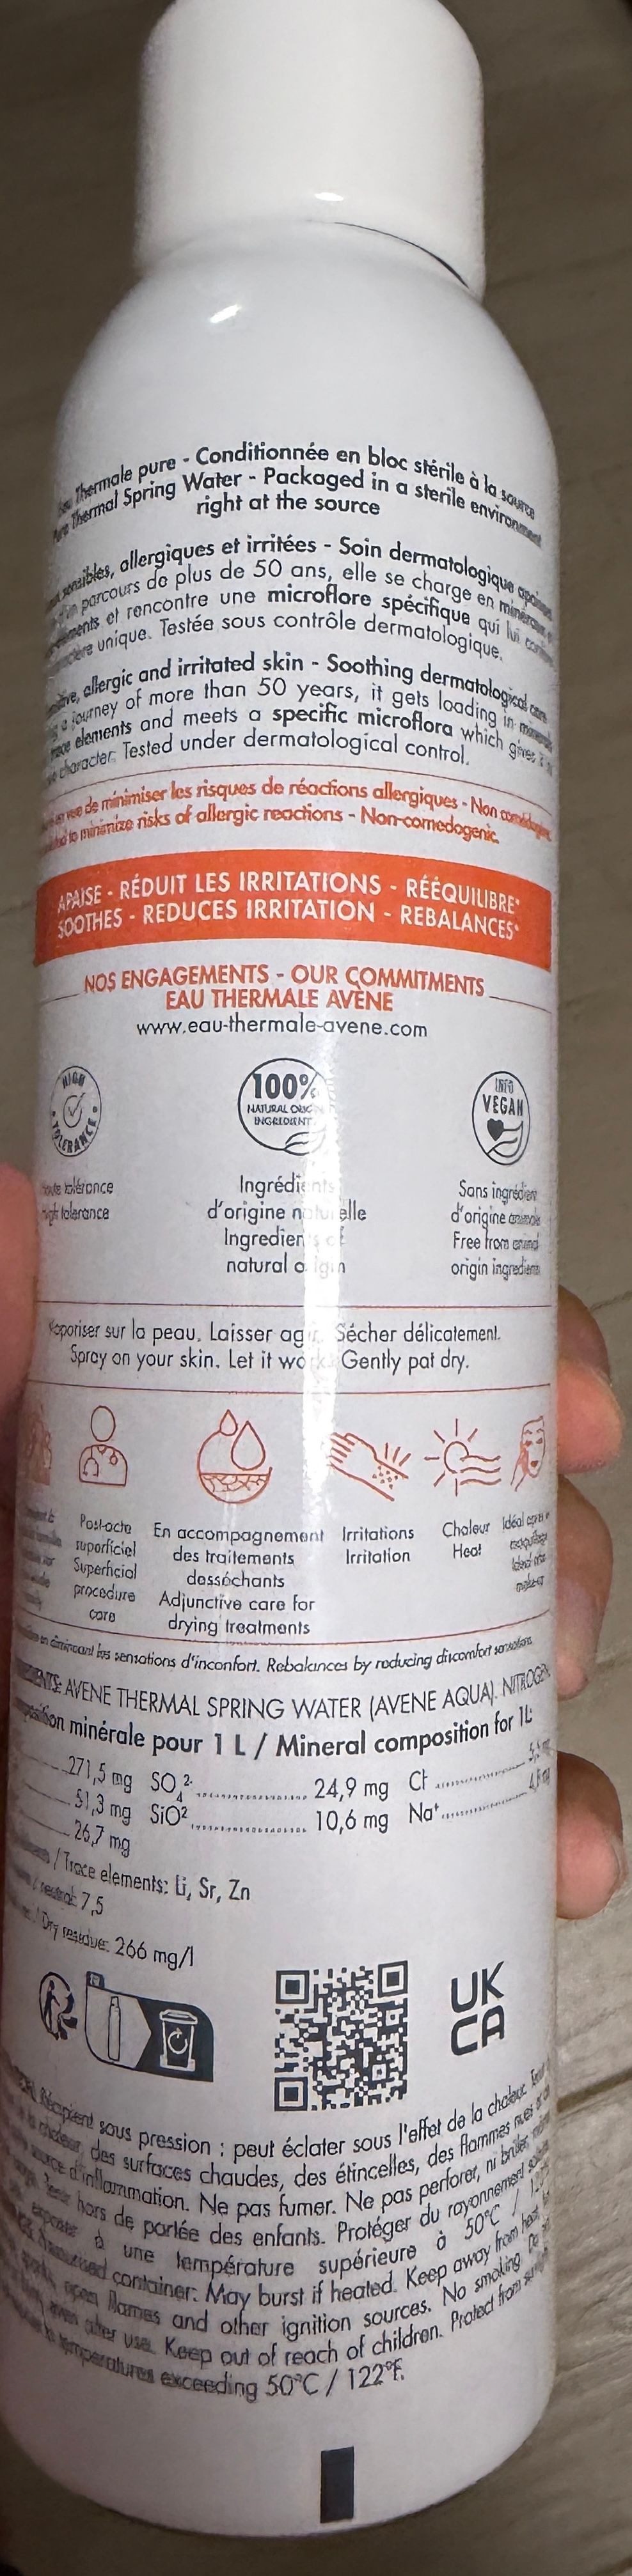 Thermale pure - Conditionnée en bloc stérile à la source
Thermal Spring Water - Packaged in a sterile environment
right at the source
sensibles, allergiques et irritées - Soin dermatologique
parcours de plus de 50 ans, elle se charge en
et rencontre une microflore spécifique qui lui
unique. Testée sous contrôle dermatologique.
allergic and irritated skin - Soothing dermatological care
a journey of more than 50 years, it gets loading in
elements and meets a specific microflora which gives
character. Tested under dermatological control.
en vue de minimiser les risques de réactions allergiques - Non
to minimize risks of allergic reactions - Non-comedogenic.
APAISE - RÉDUIT LES IRRITATIONS - RÉÉQUILIBRE*
SOOTHES - REDUCES IRRITATION - REBALANCES*
NOS ENGAGEMENTS - OUR COMMITMENTS
EAU THERMALE AVÈNE
www.eau-thermale-avene.com
HIGH
TOLERANCE
100%
NATURAL ORIGIN
INGREDIENT
VEGAN
tolérance
high tolerance
Ingrédients
d'origine naturelle
Ingredients of
natural origin
Sans ingrédient
d'origine animale
Free from animal
origin ingredients
Vaporiser sur la peau. Laisser agir. Sécher délicatement.
Spray on your skin. Let it work. Gently pat dry.
Post-acte
superficiel
Superficial
procedure
care
En accompagnement
des traitements
desséchants
Adjunctive care for
drying treatments
Irritations
Irritation
Chaleur
Heat
Idéal après
make-up
en diminuant les sensations d'inconfort. Rebalances by reducing discomfort sensations.
AVENE THERMAL SPRING WATER (AVENE AQUA). NITROGEN
minérale pour 1 L / Mineral composition for 1L:
271,5 mg SO₄²⁻ 24,9 mg Cl⁻
51,3 mg SiO² 10,6 mg Na⁺
26,7 mg
/ Trace elements: Li, Sr, Zn
7,5
/ Dry residue: 266 mg/l
UK
CA
Récipient sous pression : peut éclater sous l'effet de la chaleur.
chaleur, des surfaces chaudes, des étincelles, des flammes nues
source d'inflammation. Ne pas fumer. Ne pas perforer, ni brûler,
hors de portée des enfants. Protéger du rayonnement
à une température supérieure à 50°C /
container: May burst if heated. Keep away from heat,
open flames and other ignition sources. No smoking.
after use. Keep out of reach of children. Protect from
temperatures exceeding 50°C / 122°F.